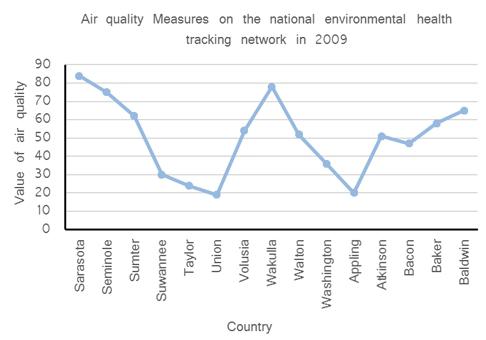 Air quality Measures on the national environmental health
tracking network in 2009
Value of air quality
90
80
70
60
50
40
30
20
10
0
Sarasota
Seminole
Sumter
Suwannee
Taylor
Union
Volusia
Wakulla
Walton
Washington
Appling
Atkinson
Bacon
Baker
Baldwin
Country